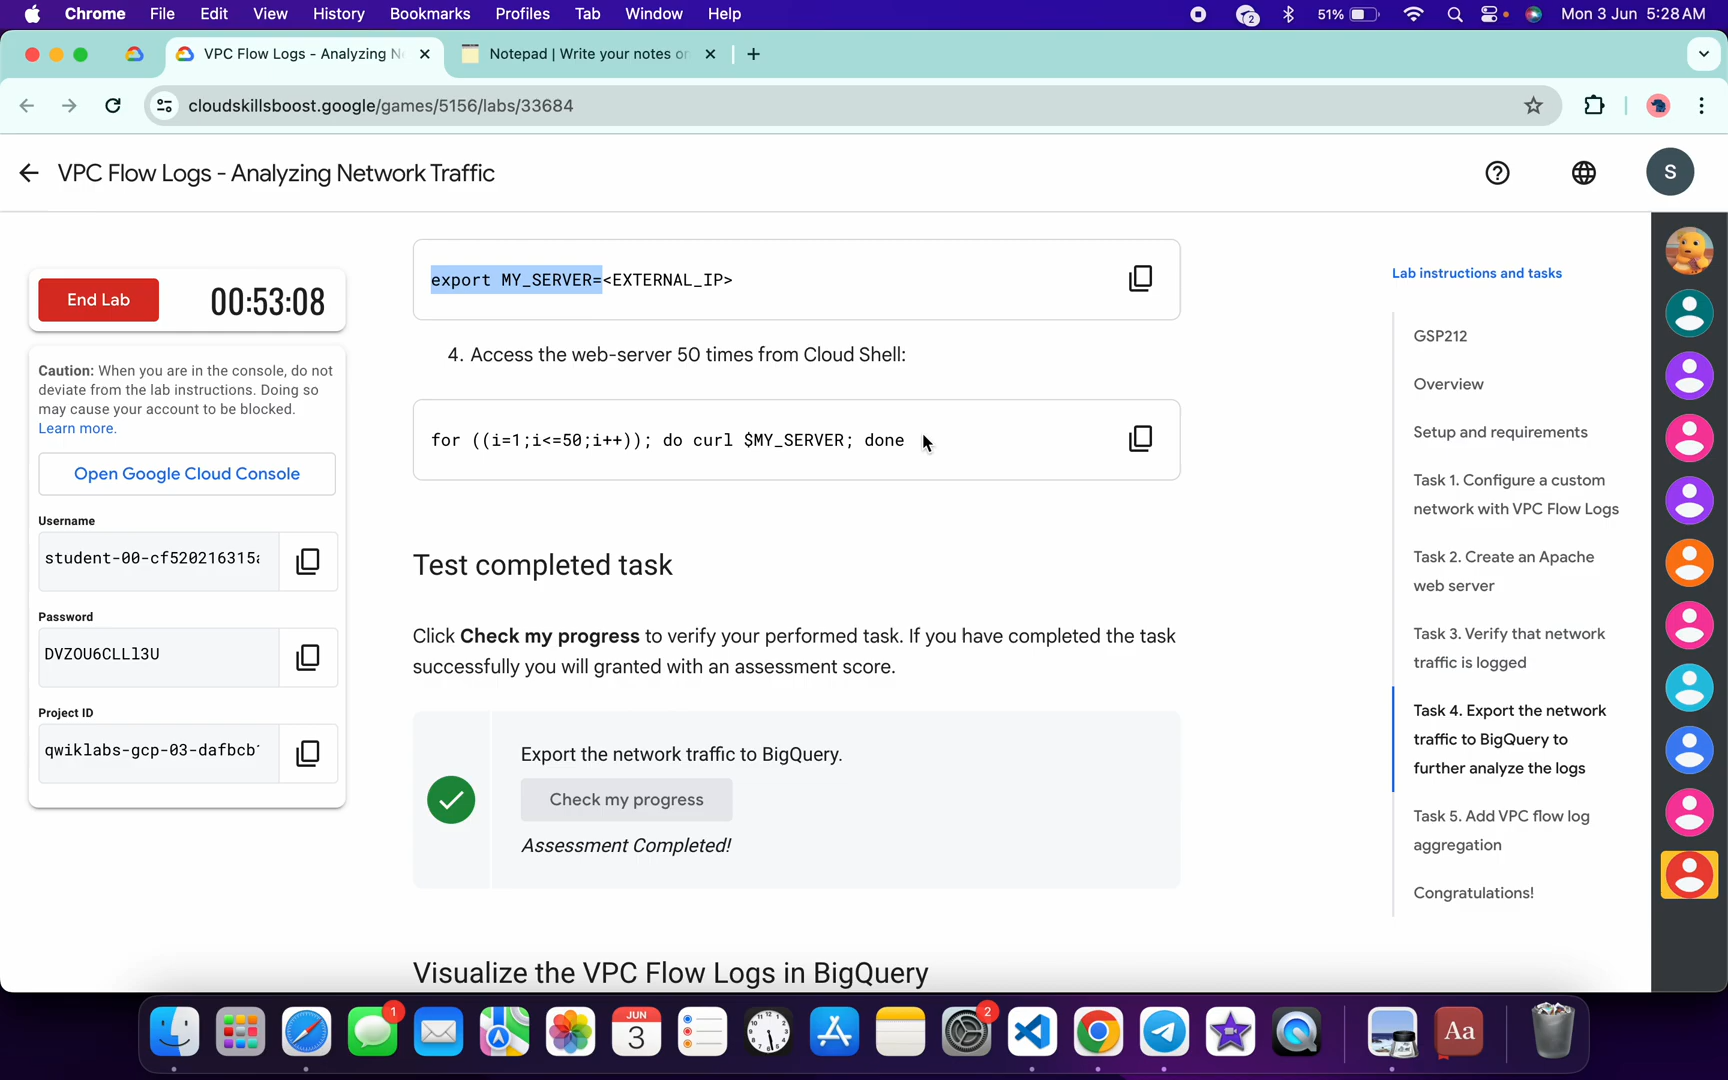 Chrome File Edit View History Bookmarks Profiles Tab Window Help
2
51%
Mon 3 Jun 5:28 AM
VPC Flow Logs - Analyzing N
Notepad | Write your notes
cloudskillsboost.google/games/5156/labs/33684
VPC Flow Logs - Analyzing Network Traffic
S
End Lab
00:53:08
Caution: When you are in the console, do not
deviate from the lab instructions. Doing so
may cause your account to be blocked.
Learn more.
Open Google Cloud Console
Username
student-00-cf520216315
Password
DVZOU6CLLl3U
Project ID
qwiklabs-gcp-03-dafbcb
export MY_SERVER=<EXTERNAL_IP>
4. Access the web-server 50 times from Cloud Shell:
for ((i=1;i<=50;i++)); do curl $MY_SERVER; done
Test completed task
Click Check my progress to verify your performed task. If you have completed the task
successfully you will granted with an assessment score.
Export the network traffic to BigQuery.
Check my progress
Assessment Completed!
Visualize the VPC Flow Logs in BigQuery
Lab instructions and tasks
GSP212
Overview
Setup and requirements
Task 1. Configure a custom
network with VPC Flow Logs
Task 2. Create an Apache
web server
Task 3. Verify that network
traffic is logged
Task 4. Export the network
traffic to BigQuery to
further analyze the logs
Task 5. Add VPC flow log
aggregation
Congratulations!
1
JUN
3
2
Aa